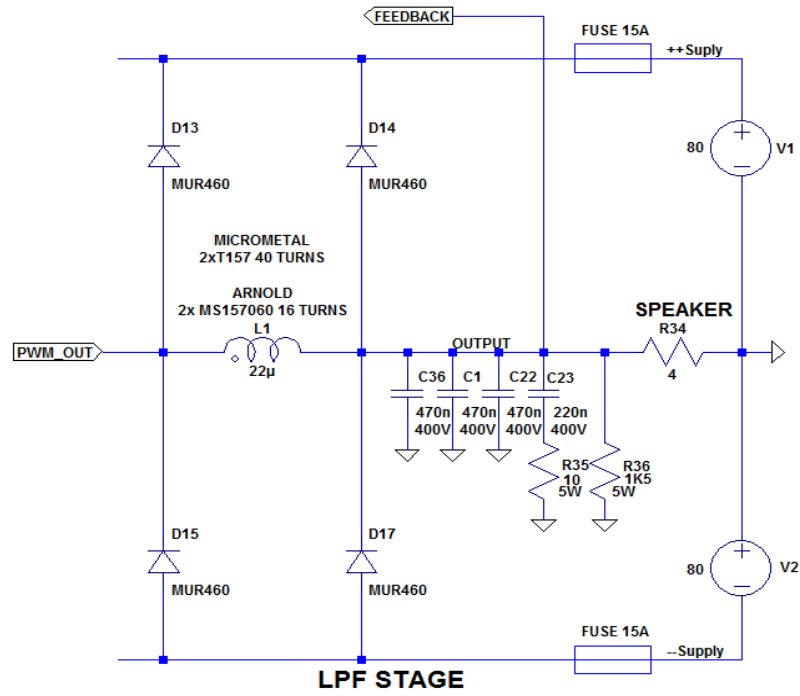 FEEDBACK
FUSE 15A
++Suply
D13
D14
MUR460
MUR460
80
V1
MICROMETAL
2xT157 40 TURNS
ARNOLD
2x MS157060 16 TURNS
L1
22µ
PWM_OUT
OUTPUT
SPEAKER
R34
4
C36
C1
C22
C23
470n
470n
470n
220n
400V
400V
400V
400V
R35
10
5W
R36
1K5
5W
D15
D17
MUR460
MUR460
80
V2
FUSE 15A
--Supply
LPF STAGE